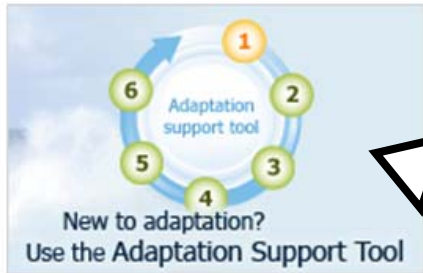 1
6
2
Adaptation
support tool
5
3
4
New to adaptation?
Use the Adaptation Support Tool